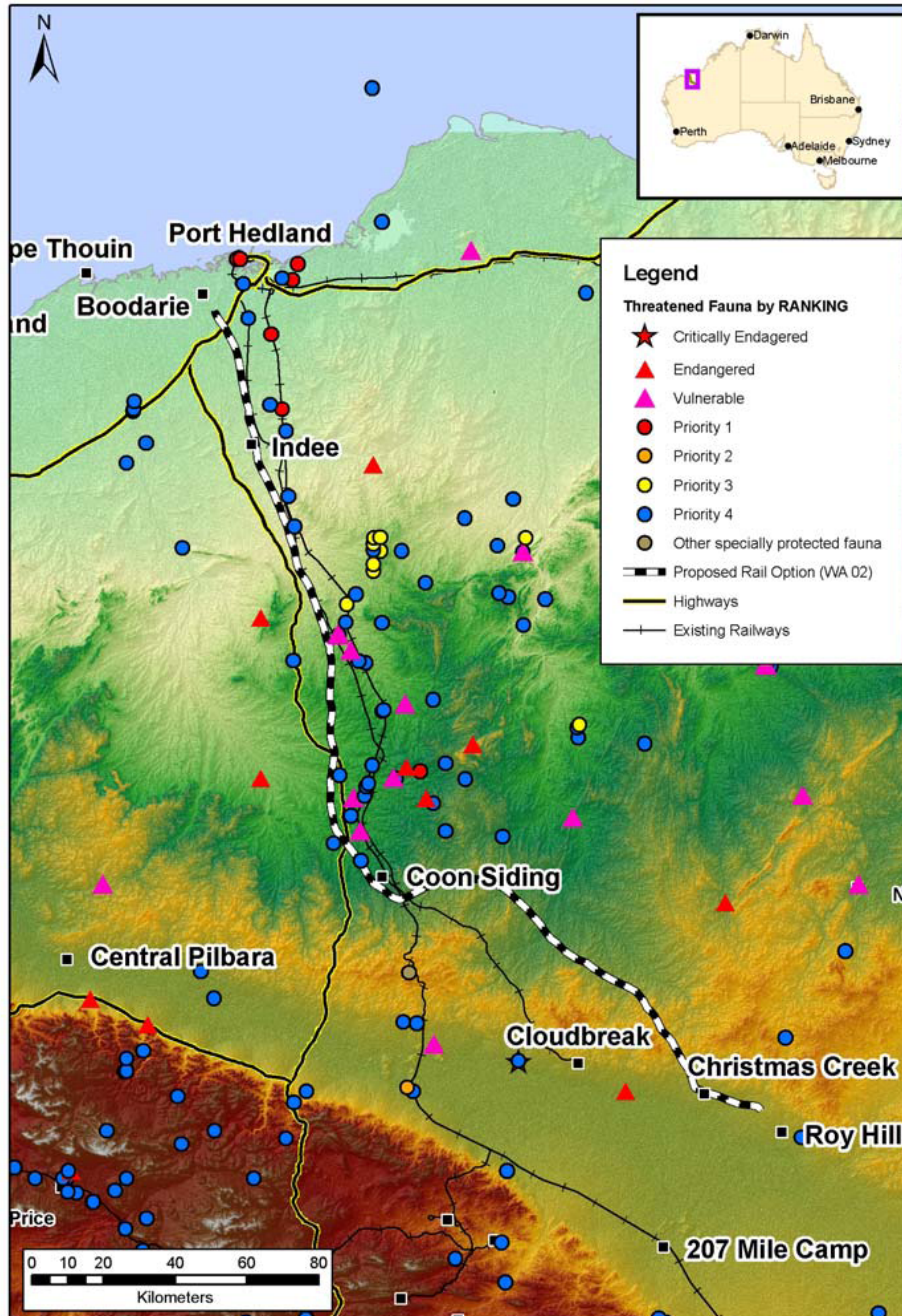 N
Darwin
Brisbane
Perth
Sydney
Adelaide
Melbourne
Port Hedland
pe Thouin
Boodarie
and
Legend
Threatened Fauna by RANKING
Critically Endagered
Endangered
Vulnerable
Priority 1
Priority 2
Priority 3
Priority 4
Other specially protected fauna
Proposed Rail Option (WA 02)
Highways
Existing Railways
Indee
Coon Siding
N
Central Pilbara
Cloudbreak
Christmas Creek
Roy Hill
Price
207 Mile Camp
0 10 20 40 60 80
Kilometers